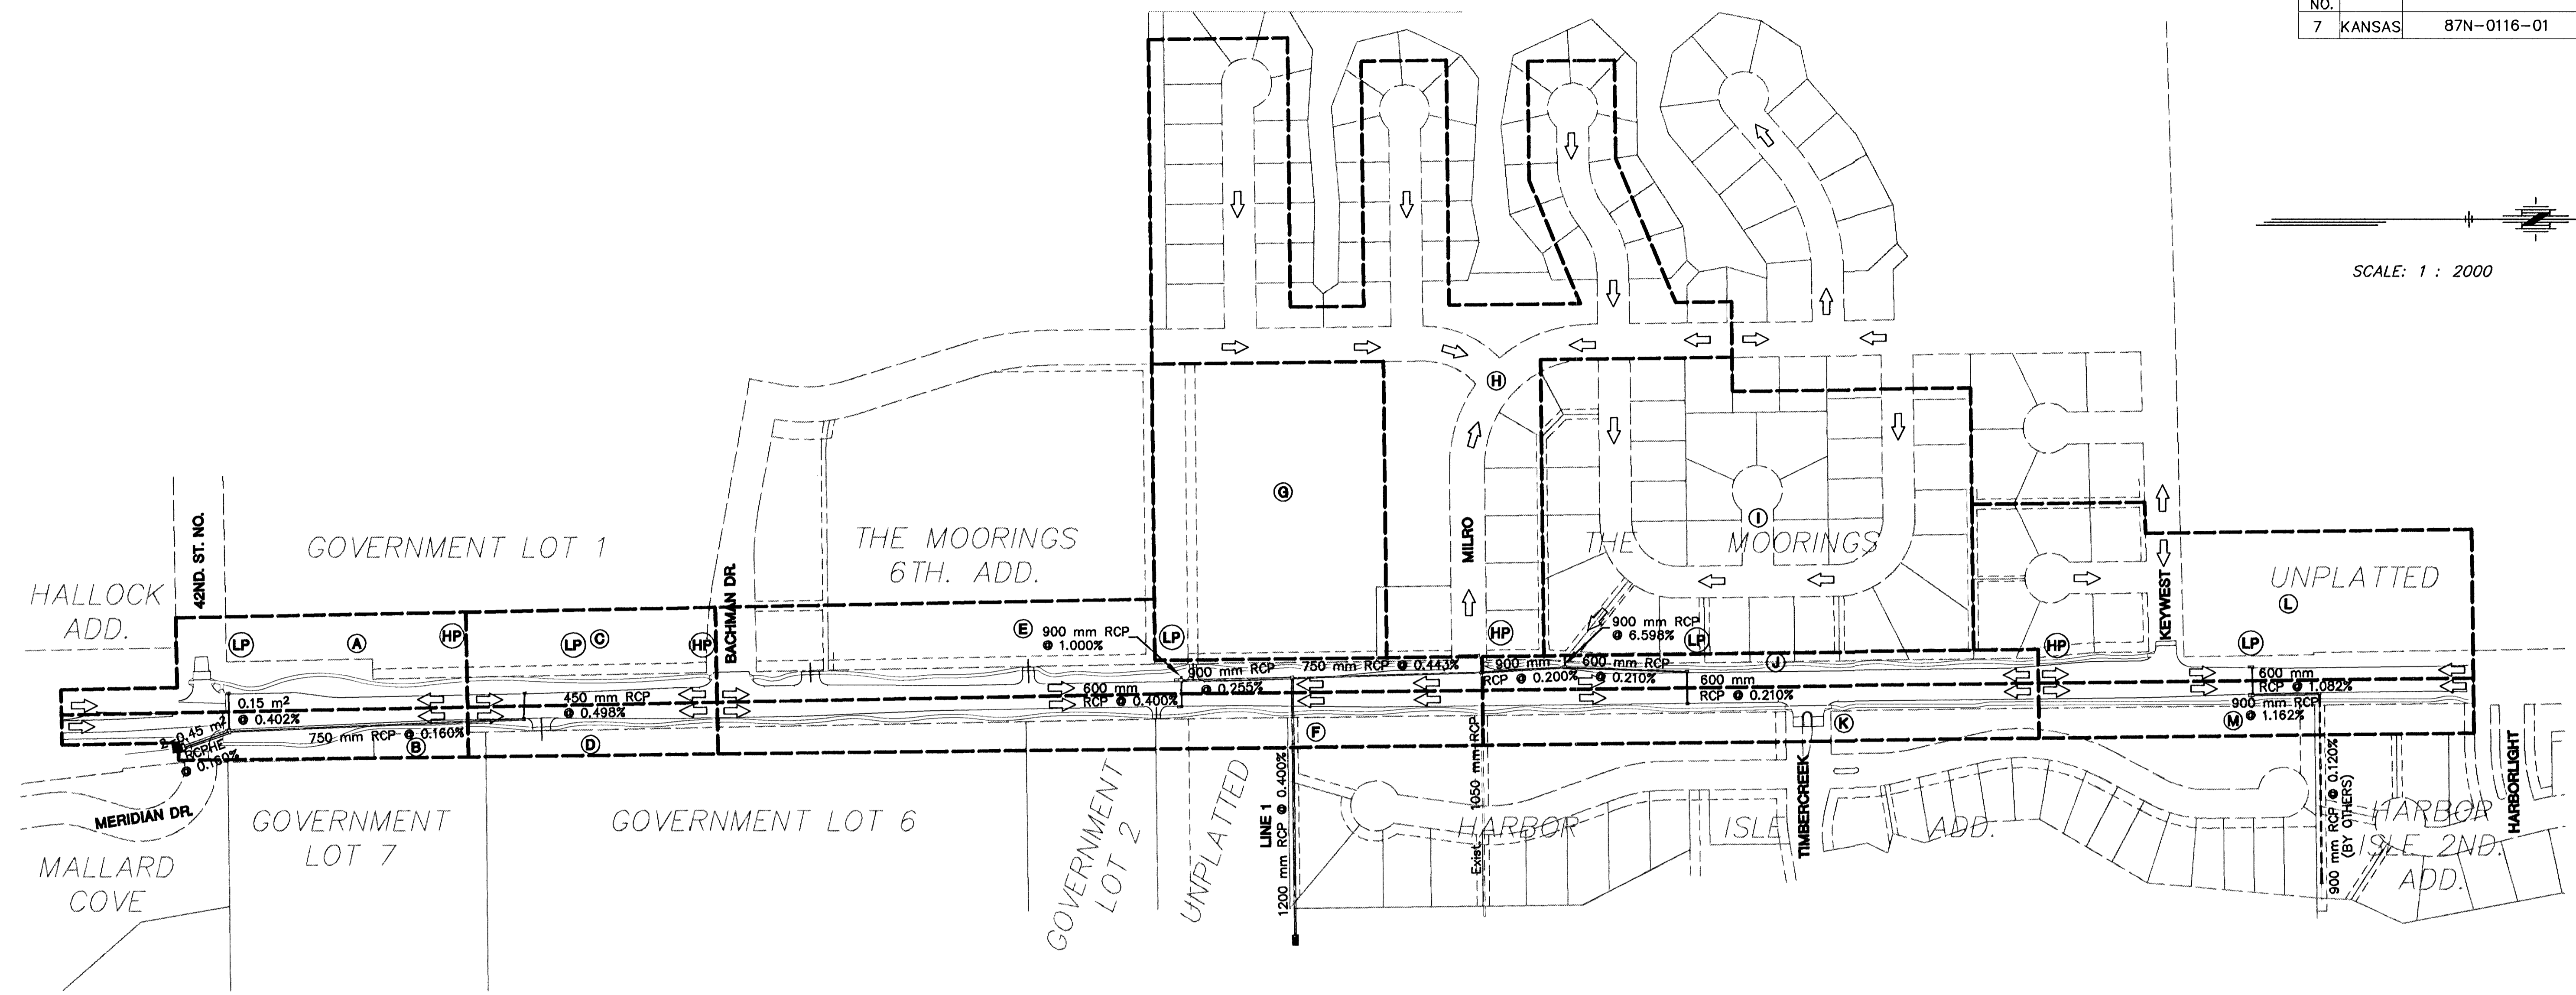 NO.
7 KANSAS 87N-0116-01
SCALE: 1 : 2000
HALLOCK
ADD.
42ND. ST. NO.
GOVERNMENT LOT 1
BACHMAN DR.
THE MOORINGS
6TH. ADD.
G
H
MILRO
THE MOORINGS
I
KEYWEST
UNPLATTED
L
LP
A
HP
LP
C
HP
E
900 mm RCP
@ 1.000%
LP
HP
900 mm RCP
@ 6.598%
LP
J
HP
LP
0.15 m²
@ 0.402%
450 mm RCP
@ 0.498%
600 mm
RCP @ 0.400%
900 mm RCP
@ 0.255%
750 mm RCP @ 0.443%
900 mm
RCP @ 0.200%
600 mm RCP
@ 0.210%
600 mm
RCP @ 0.210%
600 mm
RCP @ 1.082%
900 mm RCP
@ 1.162%
2-0.45 m²
RCPHE
@ 0.160%
750 mm RCP @ 0.160%
B
D
F
K
M
MERIDIAN DR.
GOVERNMENT
LOT 7
GOVERNMENT LOT 6
GOVERNMENT
LOT 2
UNPLATTED
LINE 1
1200 mm RCP @ 0.400%
Exist. 1050 mm RCP
HARBOR ISLE ADD.
TIMBERCREEK
900 mm RCP @ 0.120%
(BY OTHERS)
HARBOR
ISLE 2ND.
ADD.
HARBORLIGHT
MALLARD
COVE